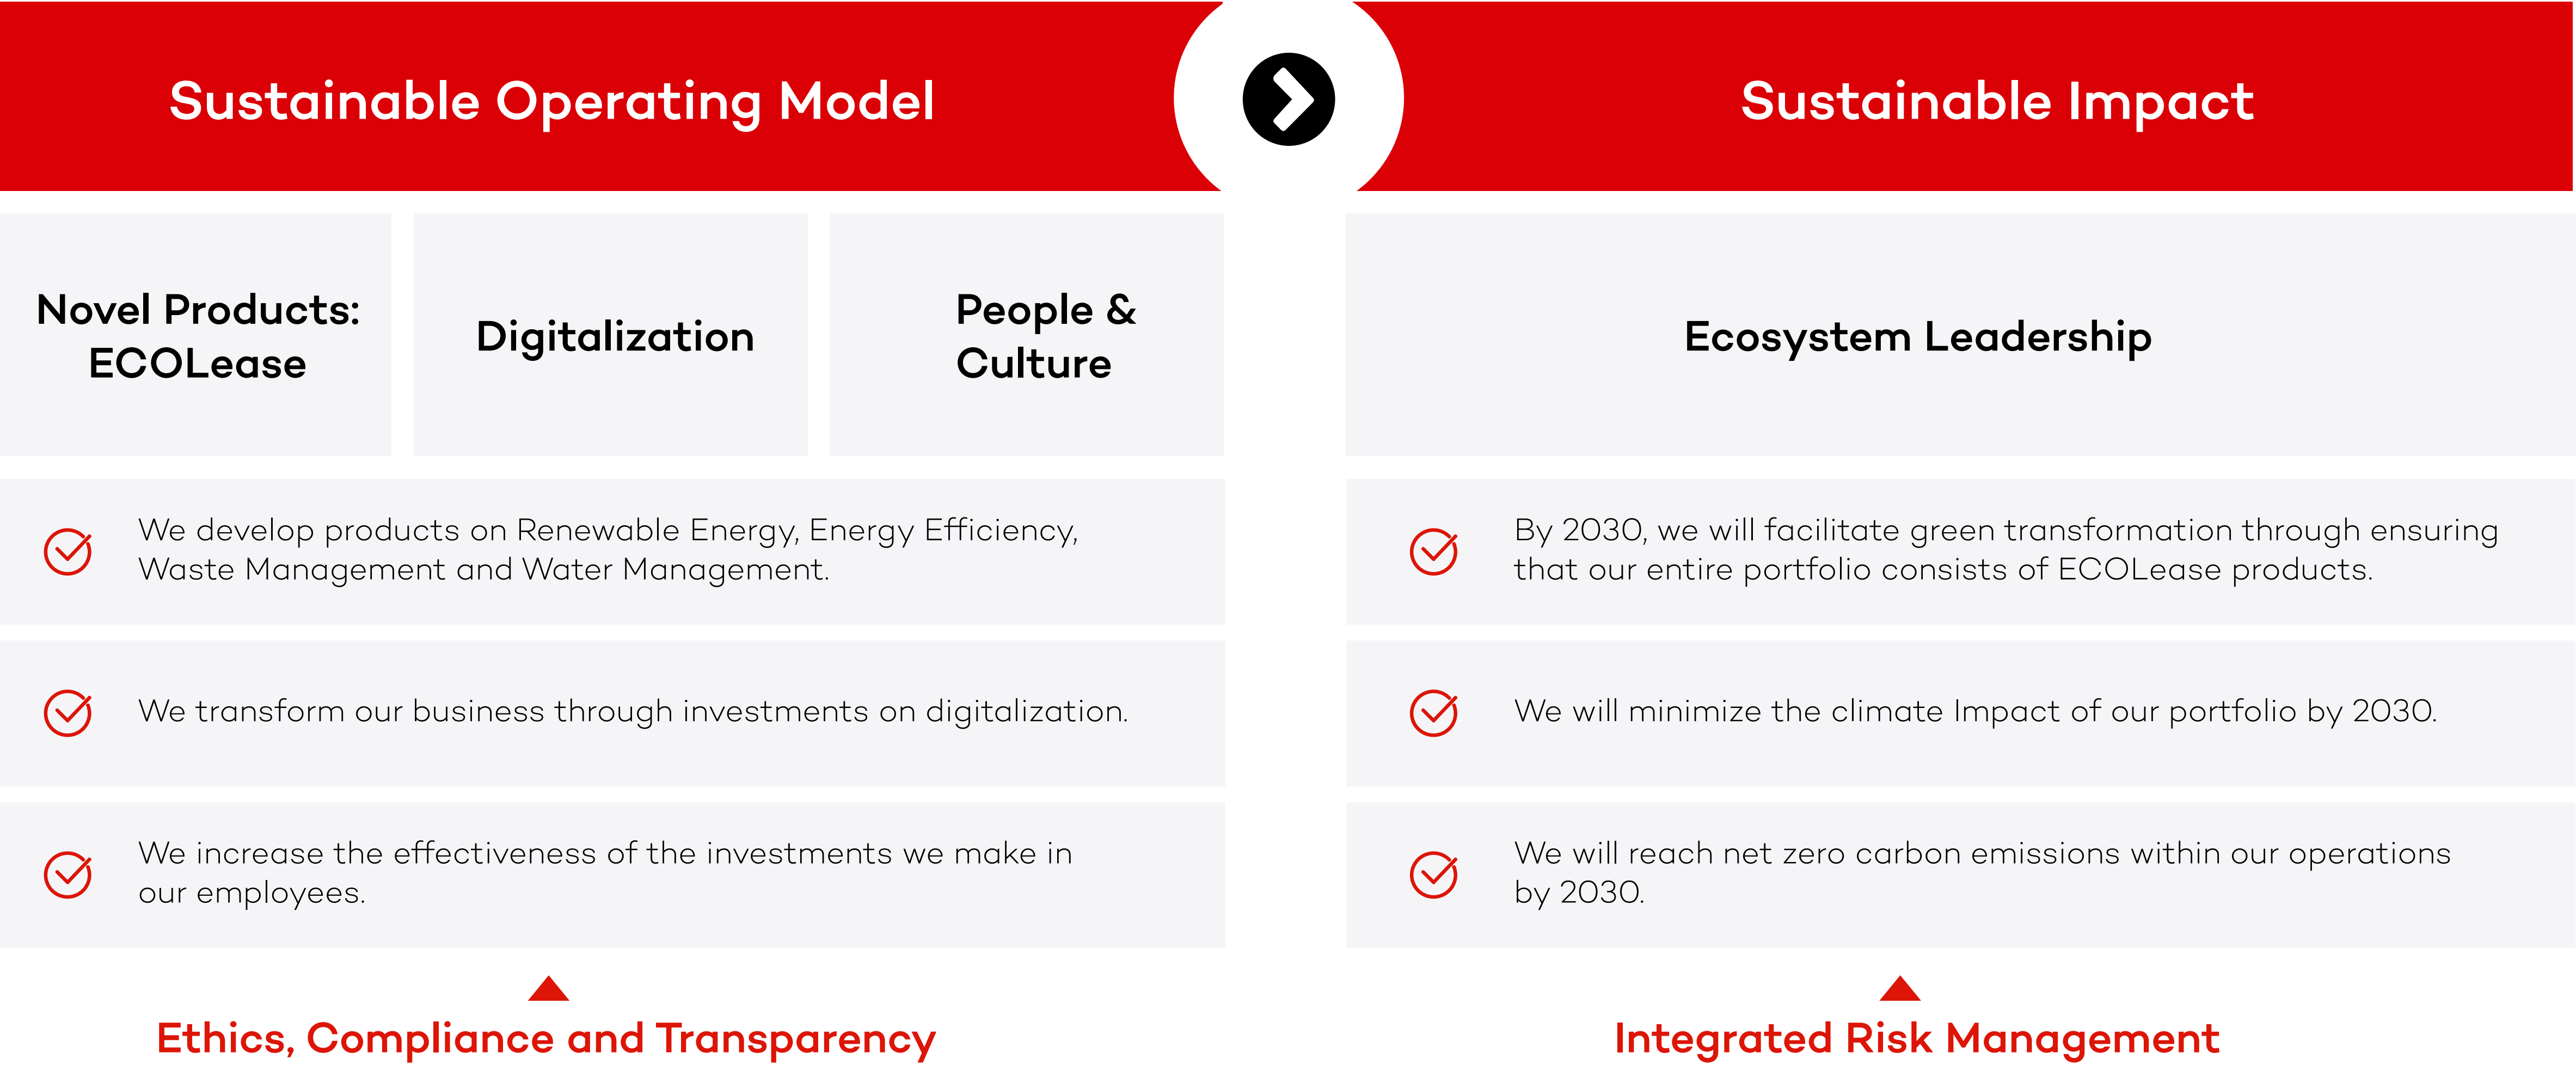 Sustainable Operating Model
Sustainable Impact
Novel Products:
ECOLease
Digitalization
People &
Culture
Ecosystem Leadership
We develop products on Renewable Energy, Energy Efficiency,
Waste Management and Water Management.
We transform our business through investments on digitalization.
We increase the effectiveness of the investments we make in
our employees.
By 2030, we will facilitate green transformation through ensuring
that our entire portfolio consists of ECOLease products.
We will minimize the climate Impact of our portfolio by 2030.
We will reach net zero carbon emissions within our operations
by 2030.
Ethics, Compliance and Transparency
Integrated Risk Management